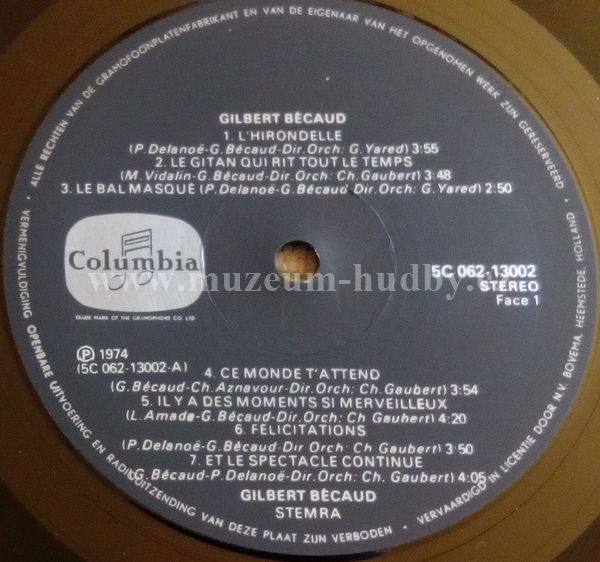 ALLE RECHTEN VAN DE GRAMOFOONPLATENFABRIKANT EN VAN DE EIGENAAR VAN HET OPGENOMEN WERK ZIJN GERESERVEERD
GILBERT BÈCAUD
1. L'HIRONDELLE
(P. Delanoë-G. Bécaud-Dir. Orch: G. Yared) 3:55
2. LE GITAN QUI RIT TOUT LE TEMPS
(M. Vidalin-G. Bécaud-Dir. Orch: Ch Gaubert) 3:48
3. LE BAL MASQUE (P. Delanoë-G. Bécaud Dir. Orch: G. Yared) 2:50
Columbia
TRADE MARK OF THE GRAMOPHONE CO LTD
5C 062-13002
STEREO
Face 1
www.muzeum-hudby.
Ⓟ 1974
(5C 062-13002-A)
4. CE MONDE T'ATTEND
(G. Bécaud-Ch. Aznavour-Dir. Orch: Ch. Gaubert) 3:54
5. IL Y A DES MOMENTS SI MERVEILLEUX
(L. Amade-G. Bécaud-Dir. Orch: Ch Gaubert) 4:20
6. FELICITATIONS
(P. Delanoë-G. Bécaud-Dir Orch: Ch. Gaubert) 3:50
7. ET LE SPECTACLE CONTINUE
(G. Bécaud-P. Delanoë-Dir Orch: Ch. Gaubert) 4:05
GILBERT BÈCAUD
STEMRA
VERMENIGVULDIGING OPENBARE UITVOERING EN RADIOUITZENDING VAN DEZE PLAAT ZIJN VERBODEN
VERVAARDIGD IN LICENTIE DOOR N.V. BOVEMA, HEEMSTEDE, HOLLAND